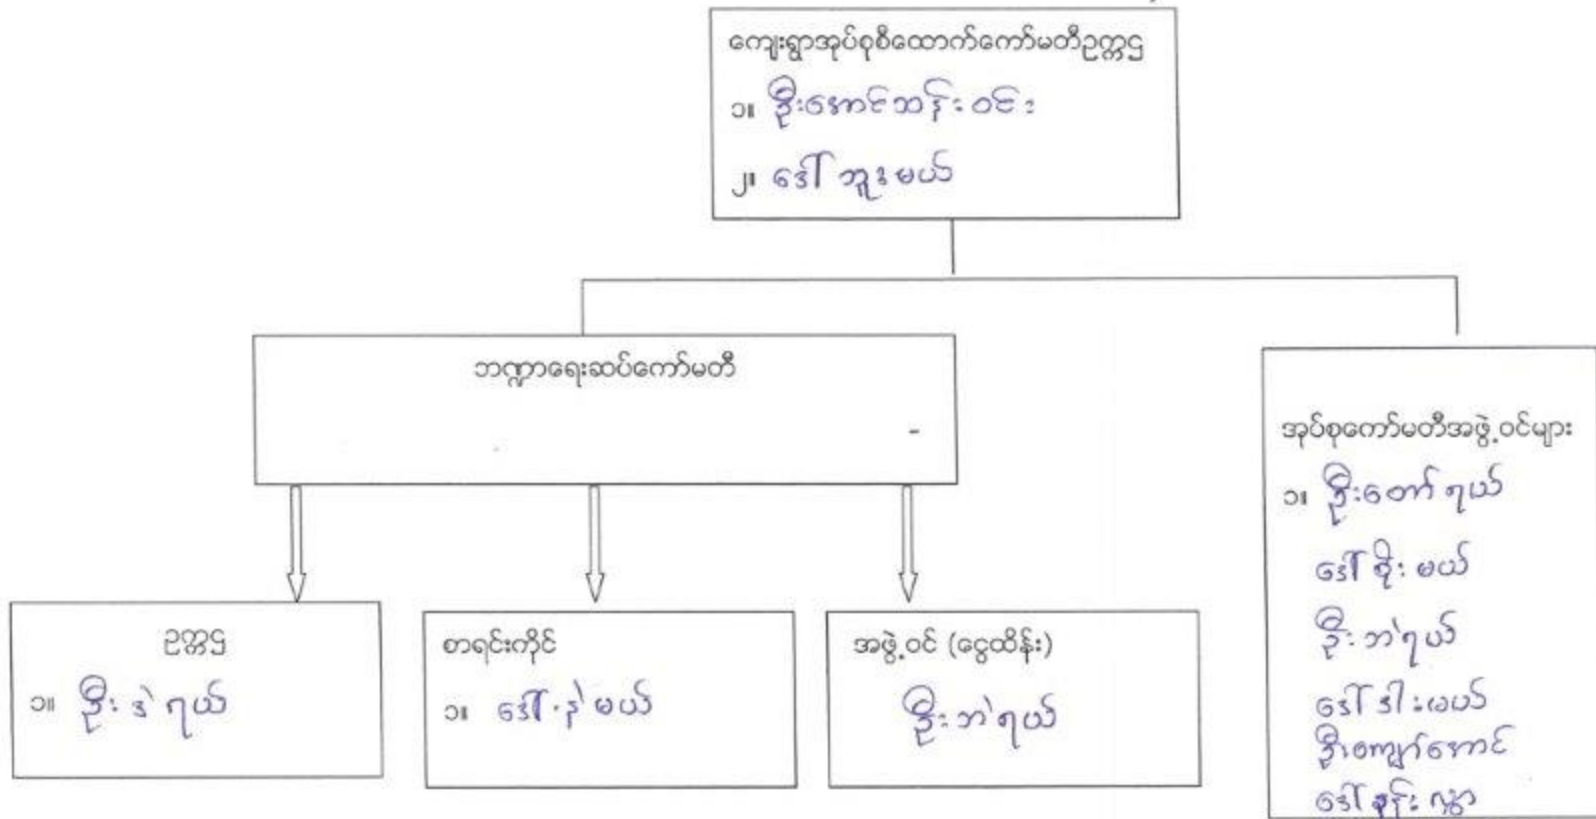 ကျေးရွာအုပ်စုစီထောက်ကော်မတီဥက္ကဌ
၁။ ဦးအောင်သန်းဝင်း
၂။ ဒေါ်ဘူးမယ်
ဘဏ္ဍာရေးဆပ်ကော်မတီ
-
အုပ်စုကော်မတီအဖွဲ့ဝင်များ
၁။ ဦးတော်ရယ်
ဒေါ်စိုးမယ်
ဦးဘဲရယ်
ဒေါ်ဒါးမယ်
ဦးကျော်အောင်
ဒေါ်နန်းလှာ
ဥက္ကဌ
၁။ ဦးဒဲရယ်
စာရင်းကိုင်
၁။ ဒေါ်နဲမယ်
အဖွဲ့ဝင် (ငွေထိန်း)
ဦးဘဲရယ်